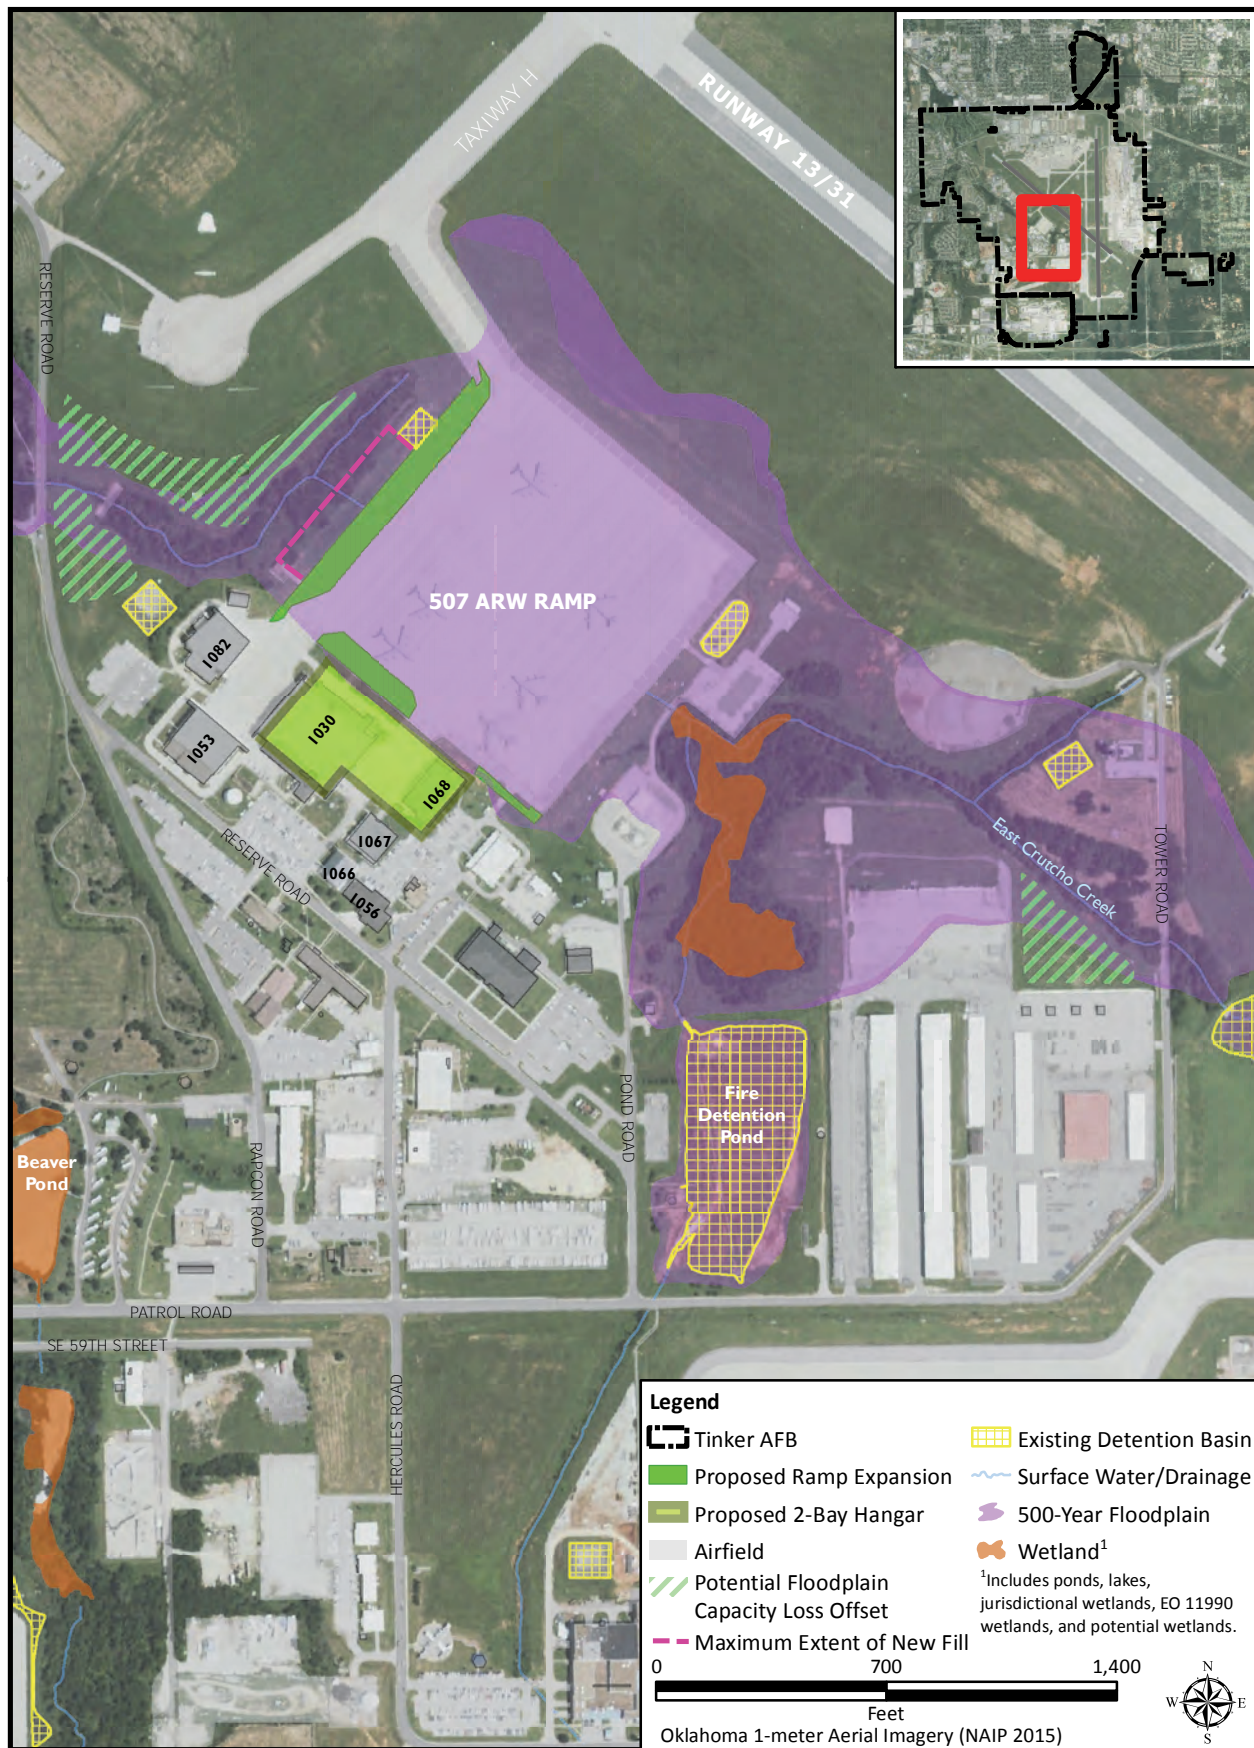 TAXIWAY H
RUNWAY 13/31
RESERVE ROAD
507 ARW RAMP
1082
1053
1030
1068
1067
1066
1056
RESERVE ROAD
East Crutcho Creek
TOWER ROAD
Fire
Detention
Pond
POND ROAD
Beaver
Pond
RAPCON ROAD
PATROL ROAD
SE 59TH STREET
HERCULES ROAD
Legend
Tinker AFB
Proposed Ramp Expansion
Proposed 2-Bay Hangar
Airfield
Potential Floodplain
Capacity Loss Offset
Maximum Extent of New Fill
Existing Detention Basin
Surface Water/Drainage
500-Year Floodplain
Wetland¹
¹Includes ponds, lakes,
jurisdictional wetlands, EO 11990
wetlands, and potential wetlands.
0 700 1,400
Feet
Oklahoma 1-meter Aerial Imagery (NAIP 2015)
N
W E
S